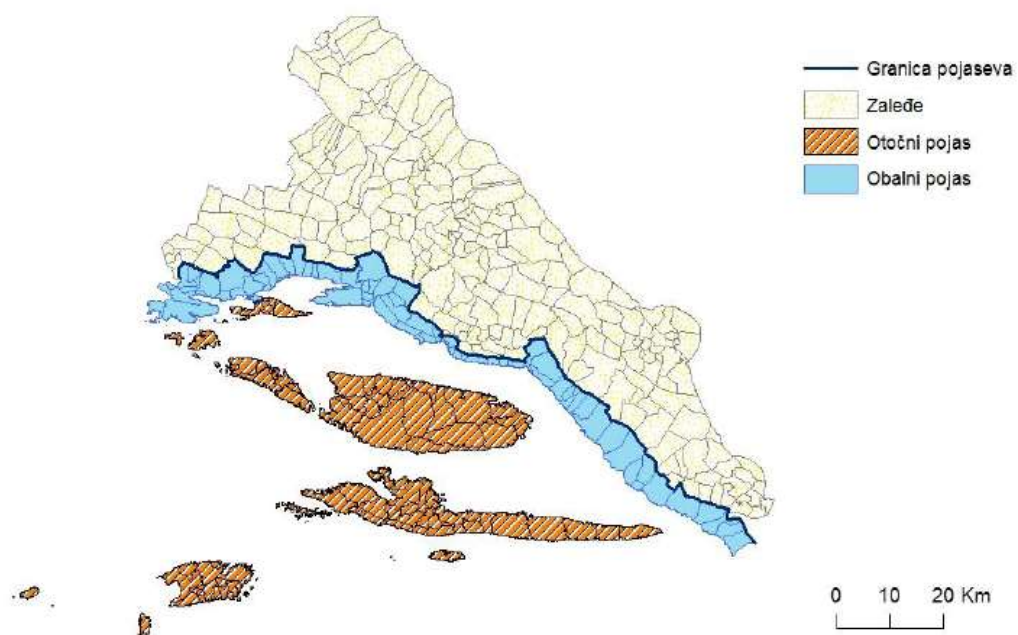 Granica pojaseva
Zaleđe
Otočni pojas
Obalni pojas
0 10 20 Km